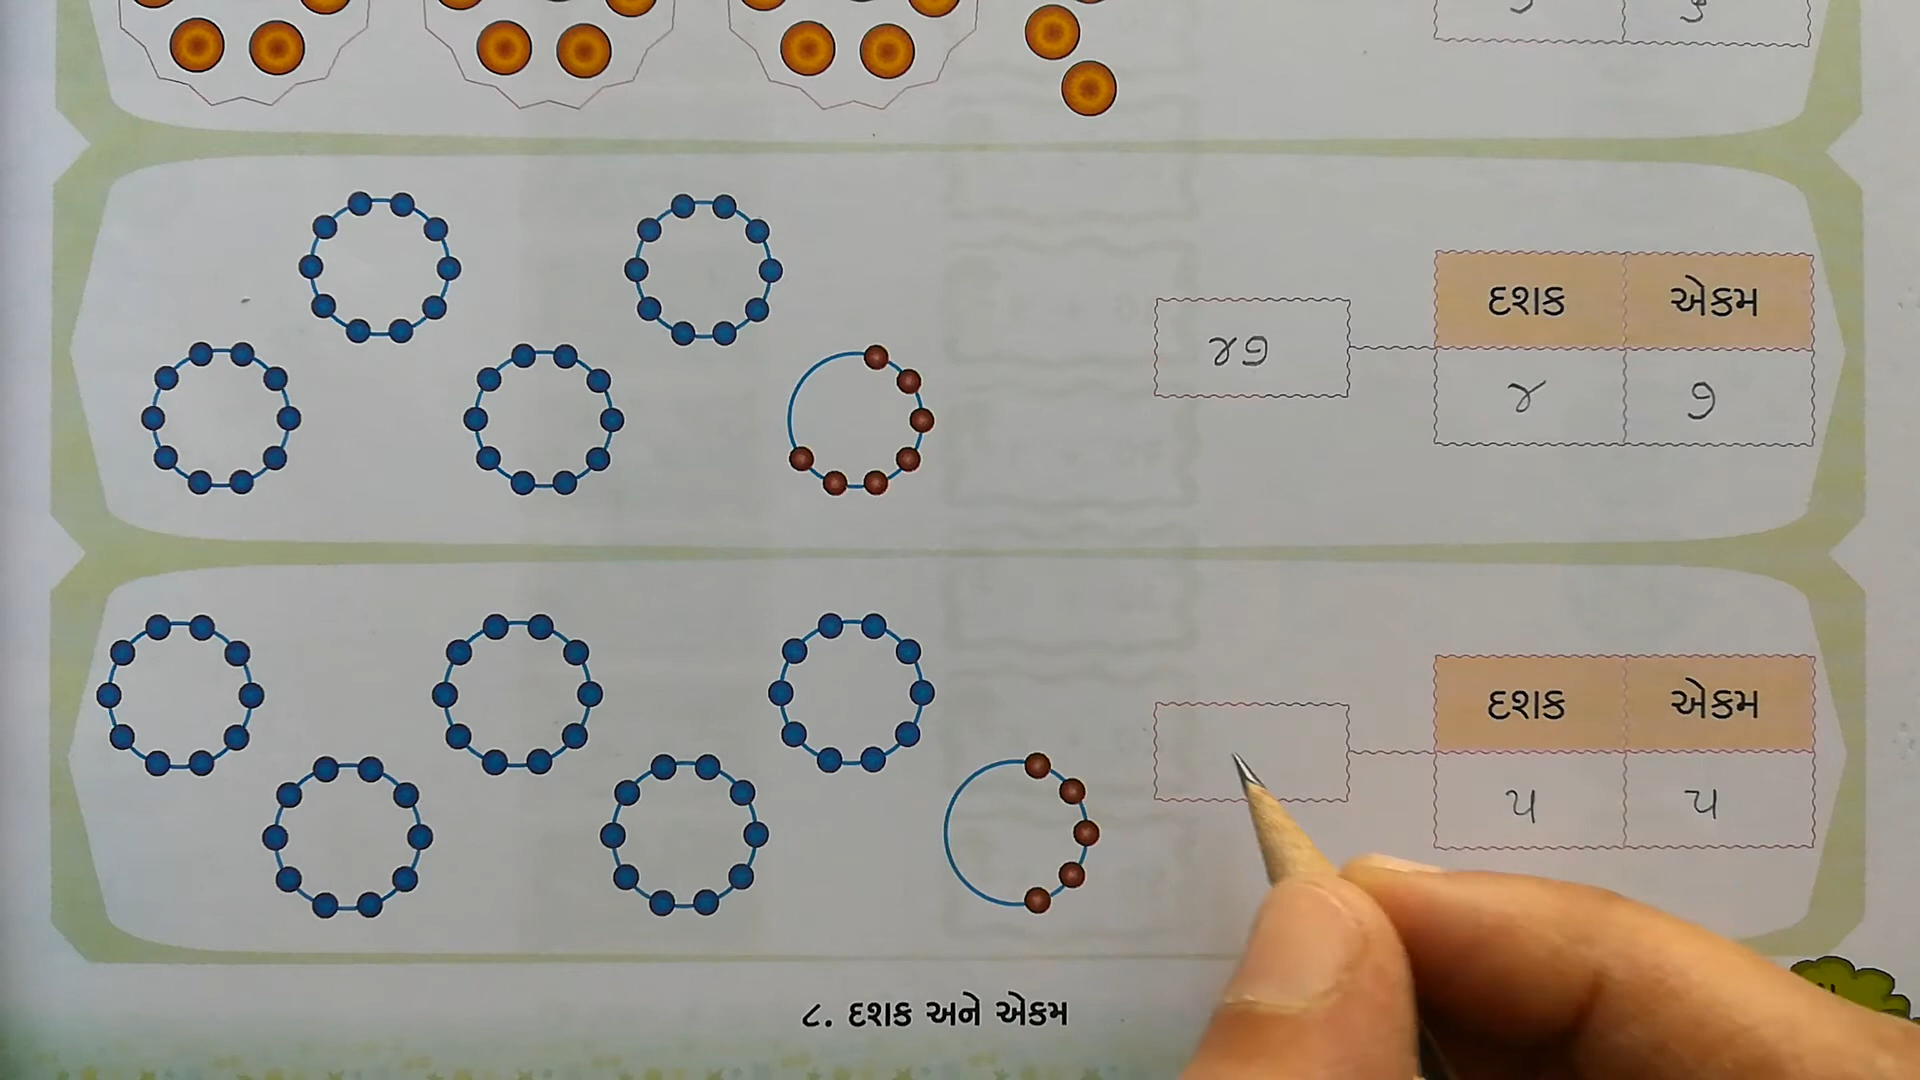 દશક એકમ
૪૭
૪ ૭
દશક એકમ
૫ ૫
૮. દશક અને એકમ